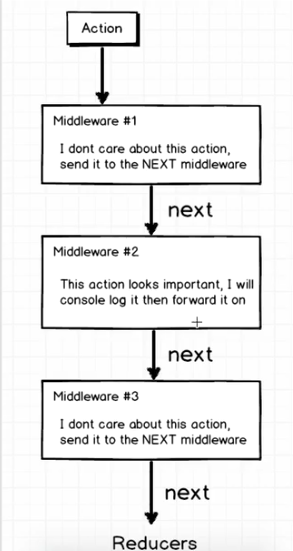 Action
Middleware #1
I dont care about this action,
send it to the NEXT middleware
next
Middleware #2
This action looks important, I will
console log it then forward it on
next
Middleware #3
I dont care about this action,
send it to the NEXT middleware
next
Reducers